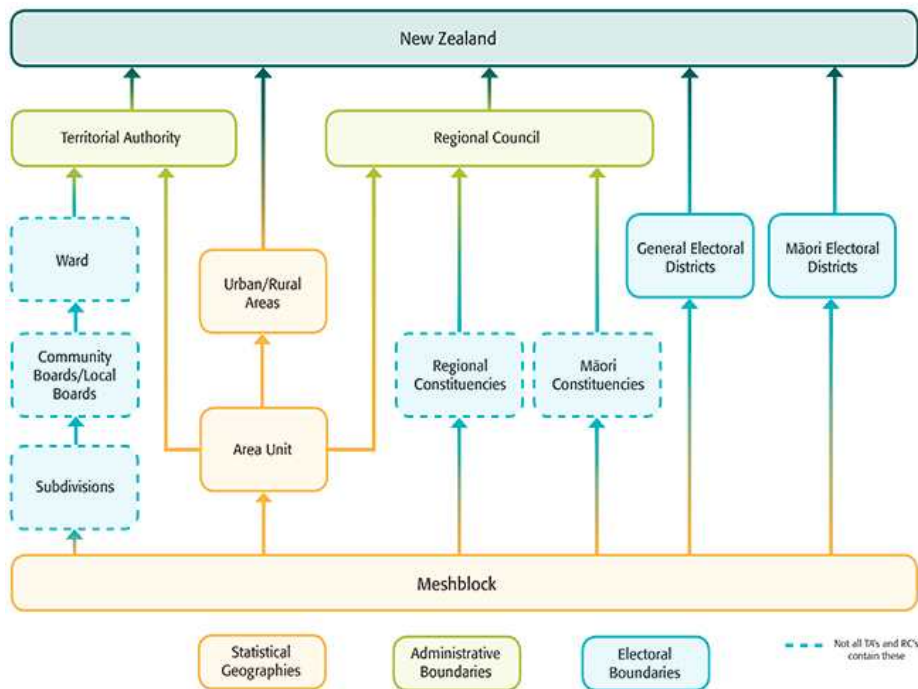 New Zealand
Territorial Authority
Regional Council
Ward
Urban/Rural
Areas
General Electoral
Districts
Māori Electoral
Districts
Community
Boards/Local
Boards
Regional
Constituencies
Māori
Constituencies
Area Unit
Subdivisions
Meshblock
Statistical
Geographies
Administrative
Boundaries
Electoral
Boundaries
Not all TA's and RC's
contain these